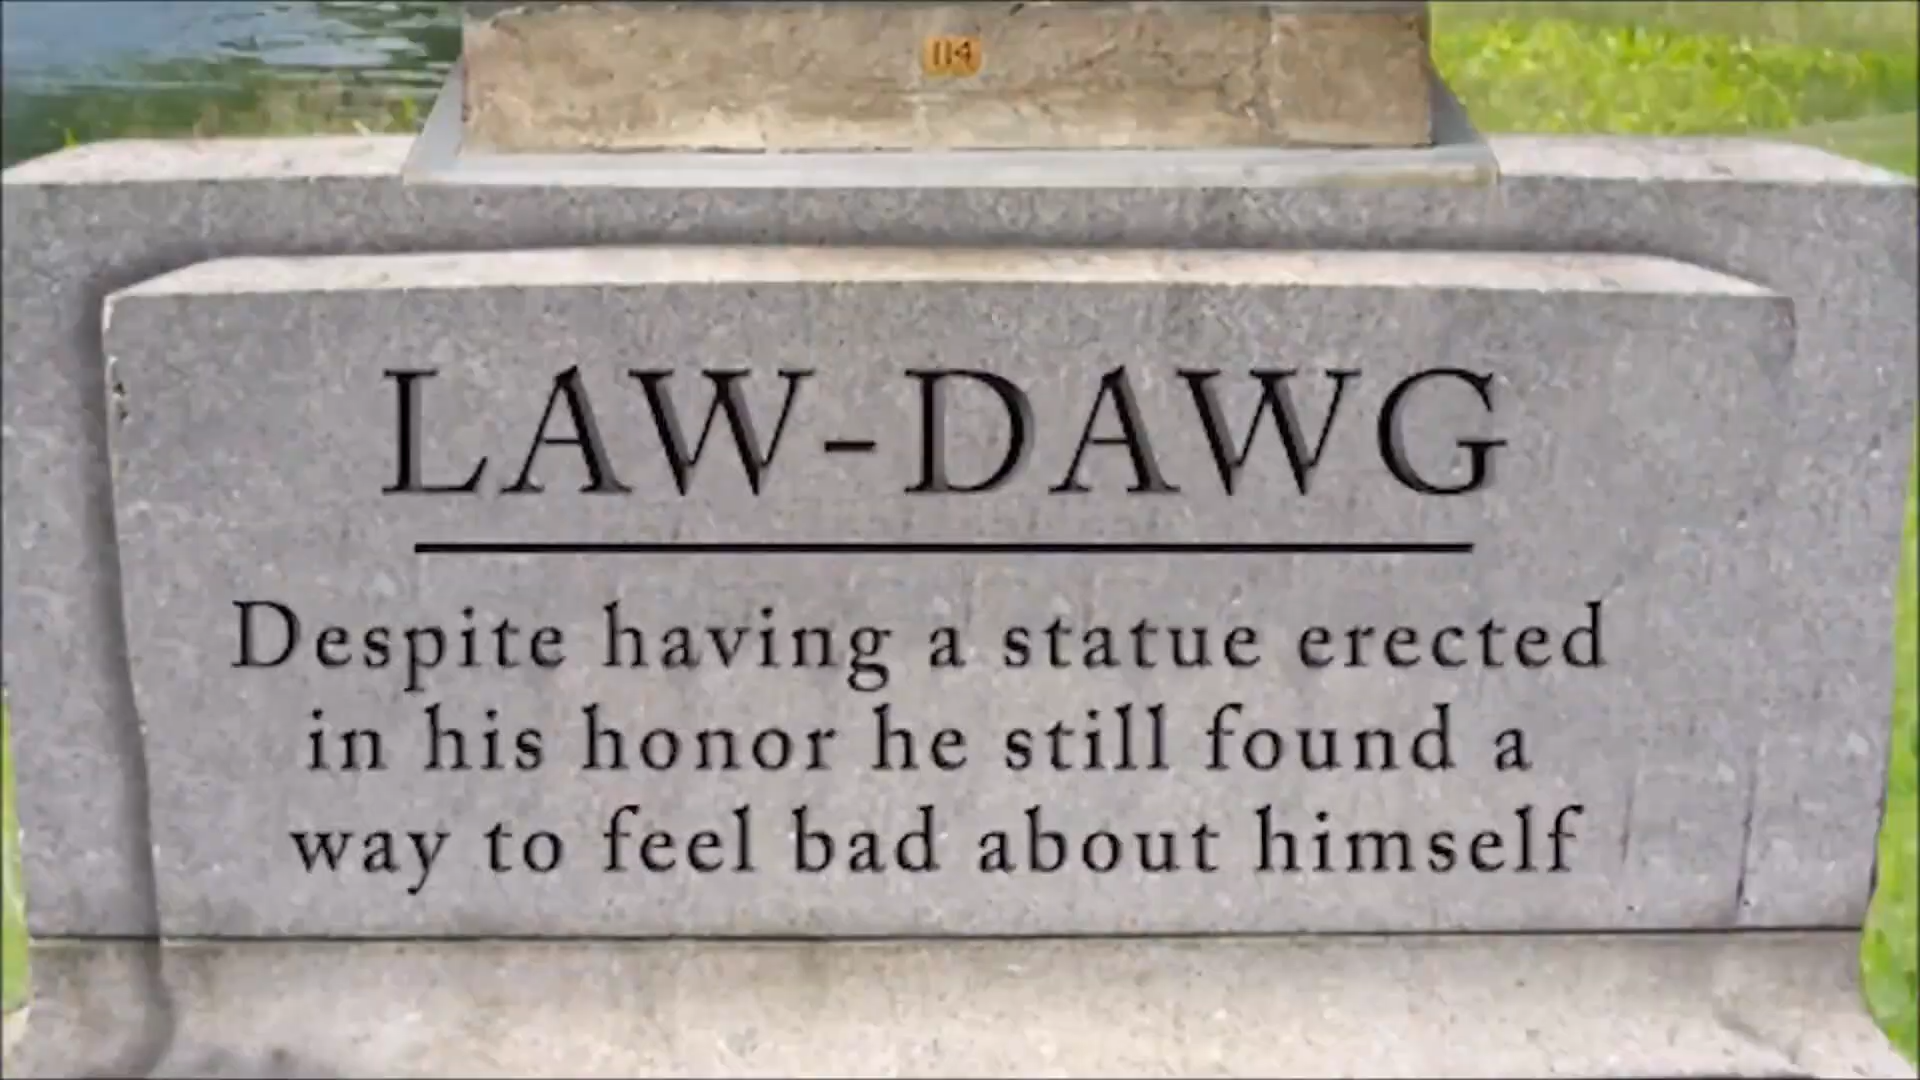 114
LAW-DAWG
Despite having a statue erected
in his honor he still found a
way to feel bad about himself